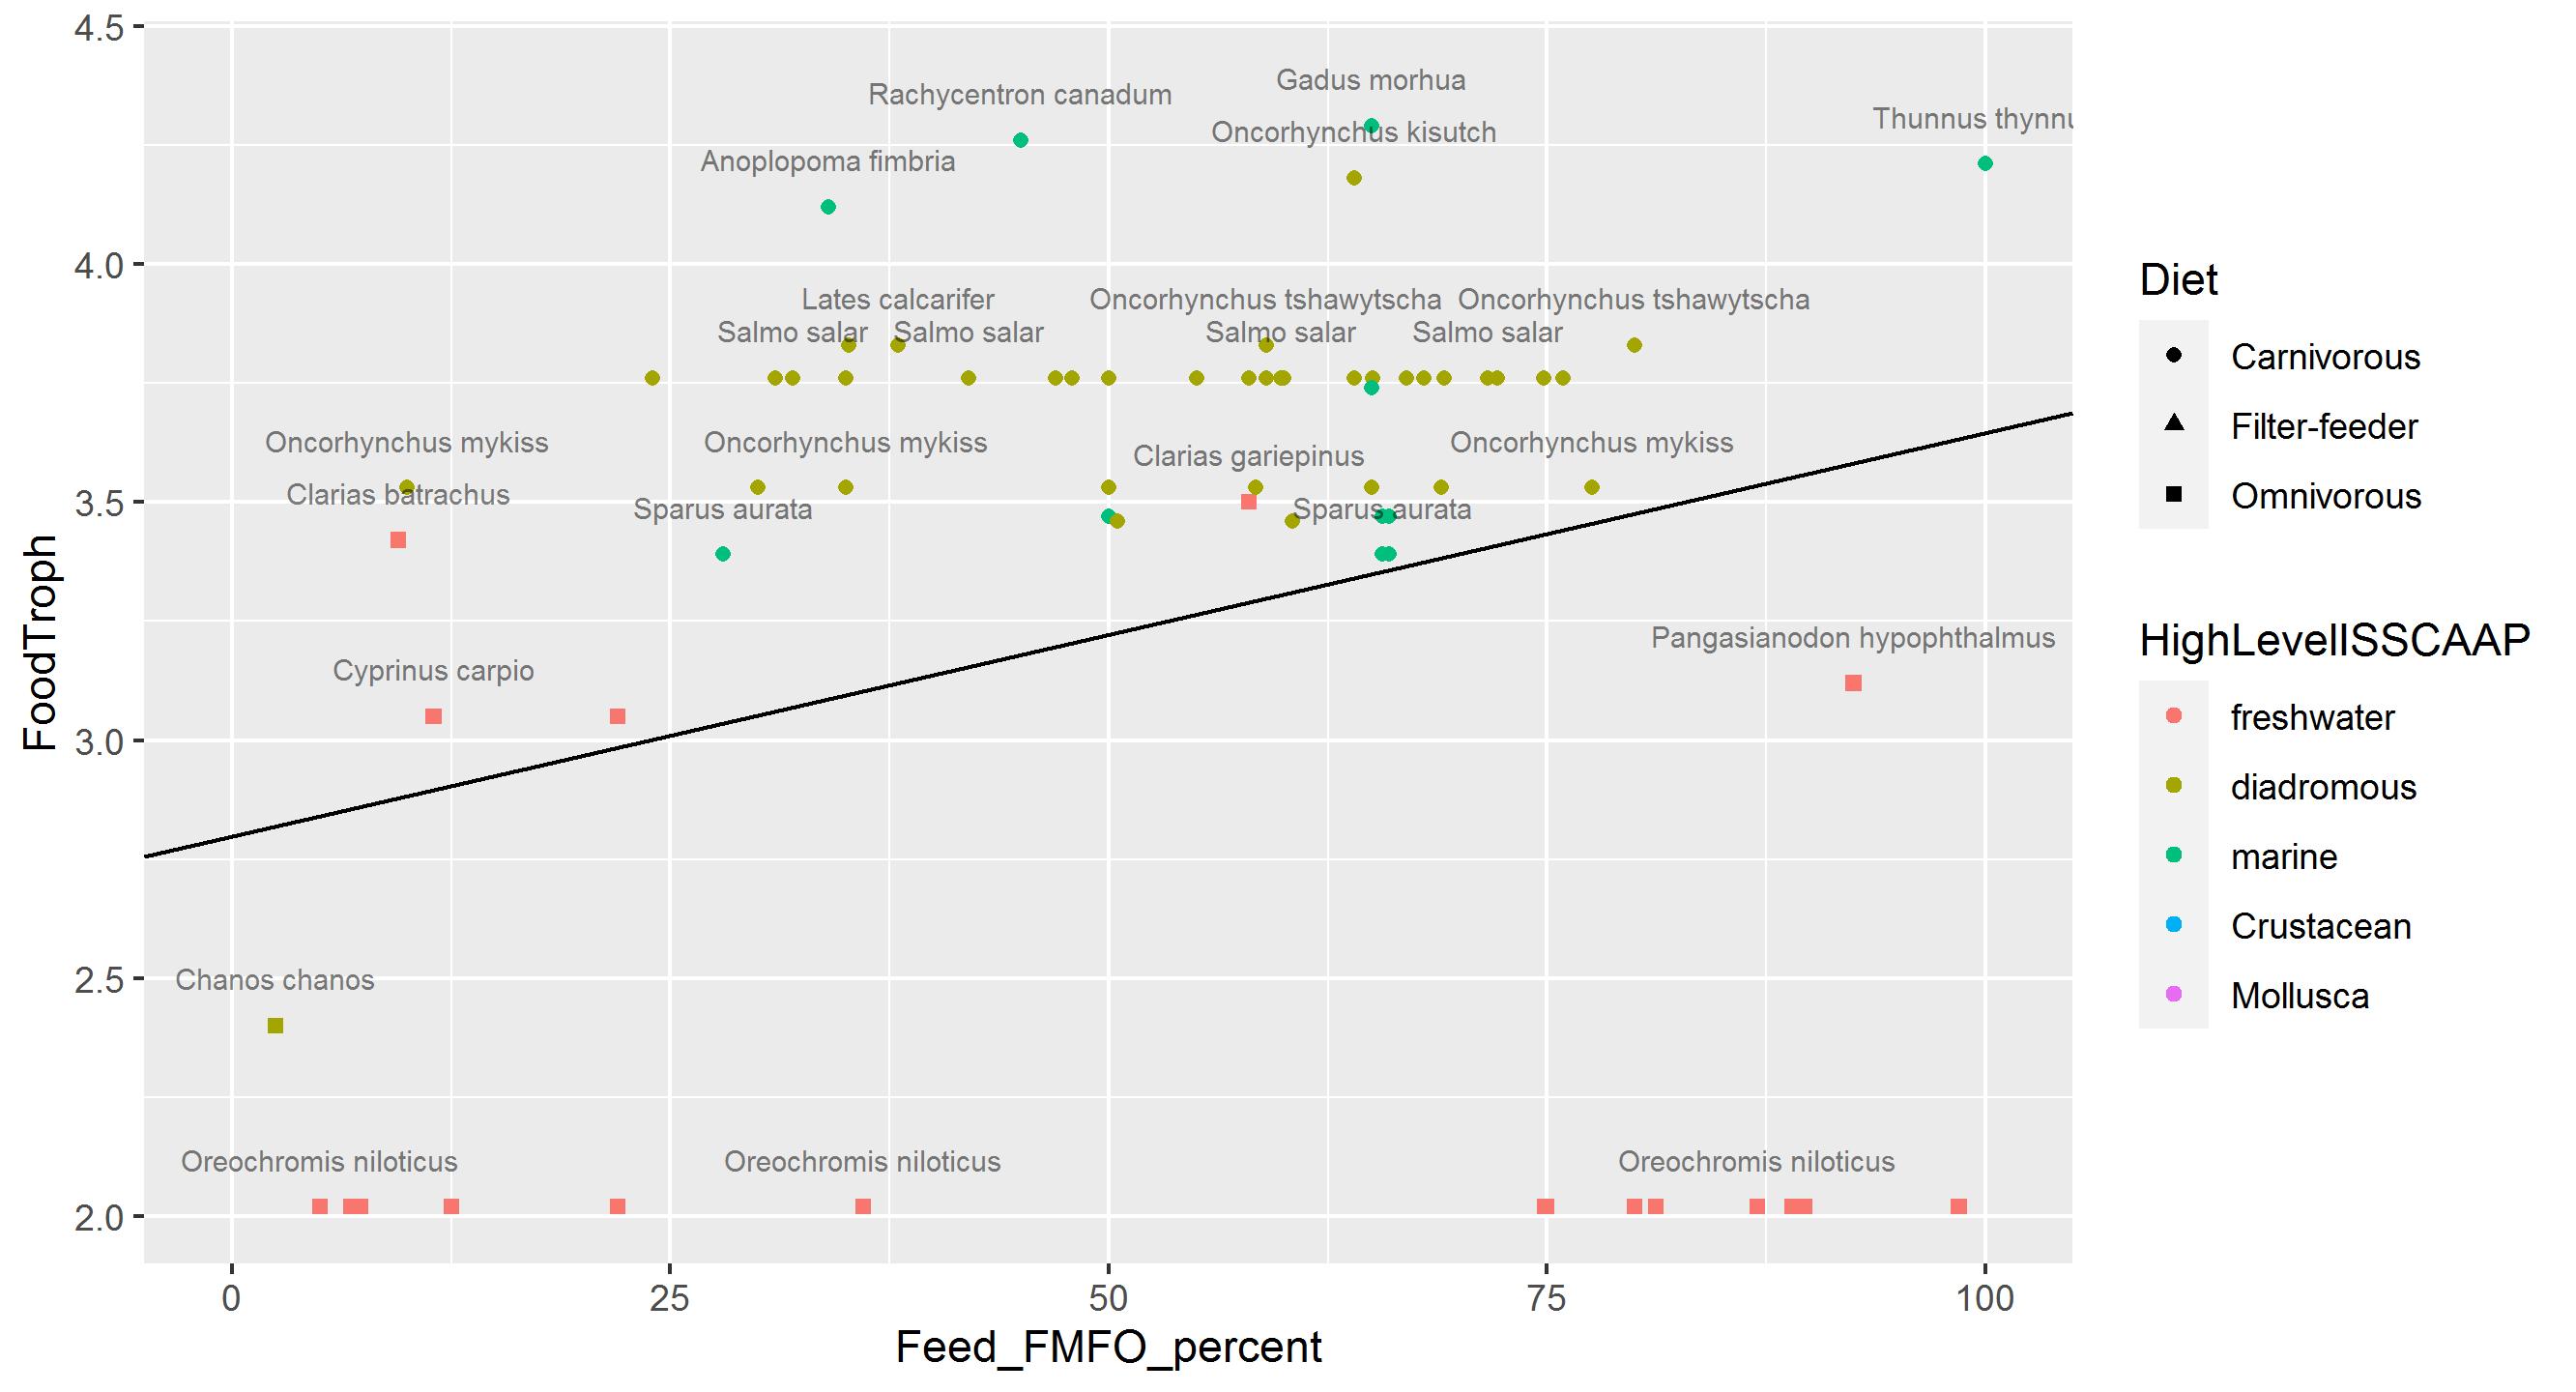 4.5
4.0
3.5
3.0
2.5
2.0
FoodTroph
Gadus morhua
Rachycentron canadum
Thunnus thynnu
Oncorhynchus kisutch
Anoplopoma fimbria
Lates calcarifer
Oncorhynchus tshawytscha
Oncorhynchus tshawytscha
Salmo salar
Salmo salar
Salmo salar
Salmo salar
Oncorhynchus mykiss
Oncorhynchus mykiss
Oncorhynchus mykiss
Clarias gariepinus
Clarias batrachus
Sparus aurata
Sparus aurata
Pangasianodon hypophthalmus
Cyprinus carpio
Chanos chanos
Oreochromis niloticus
Oreochromis niloticus
Oreochromis niloticus
0
25
50
75
100
Feed_FMFO_percent
Diet
Carnivorous
Filter-feeder
Omnivorous
HighLevelISSCAAP
freshwater
diadromous
marine
Crustacean
Mollusca